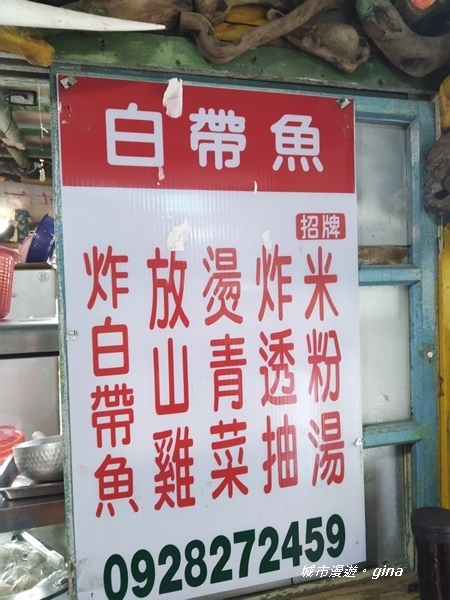 白帶魚
招牌
米粉湯
炸透抽
燙青菜
放山雞
炸白帶魚
0928272459
城市漫遊。gina